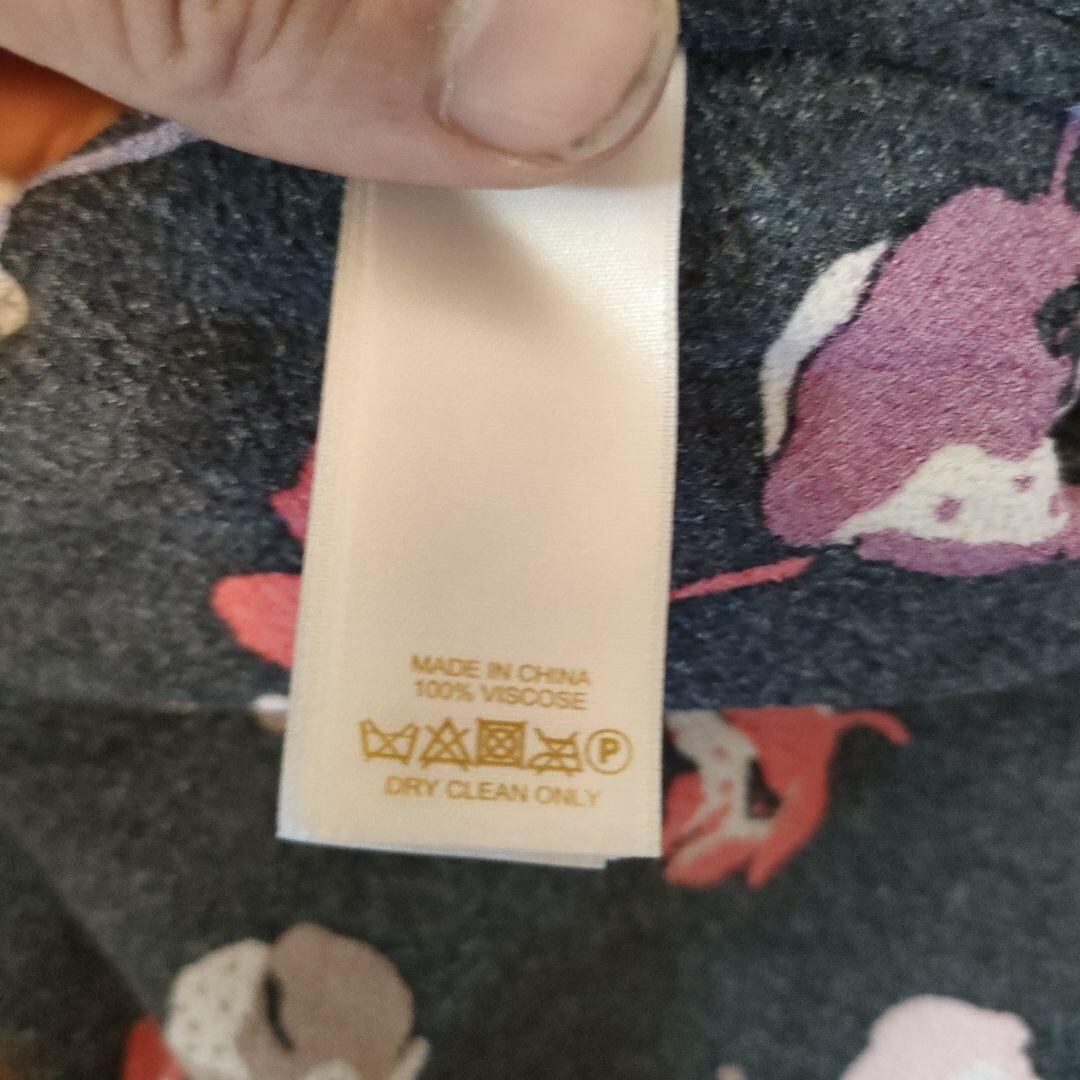 MADE IN CHINA
100% VISCOSE
P
DRY CLEAN ONLY